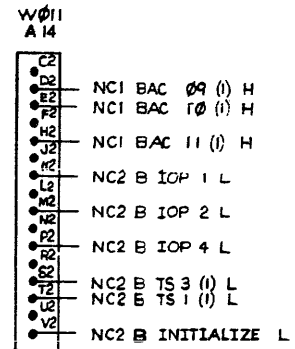 WØ11
A 14
C2
D2 NC1 BAC Ø9 (1) H
E2 NC1 BAC 1Ø (1) H
F2
H2 NC1 BAC 11 (1) H
J2
K2 NC2 B IOP 1 L
L2
M2 NC2 B IOP 2 L
N2
P2 NC2 B IOP 4 L
R2
S2 NC2 B TS 3 (1) L
T2 NC2 B TS 1 (1) L
U2
V2 NC2 B INITIALIZE L